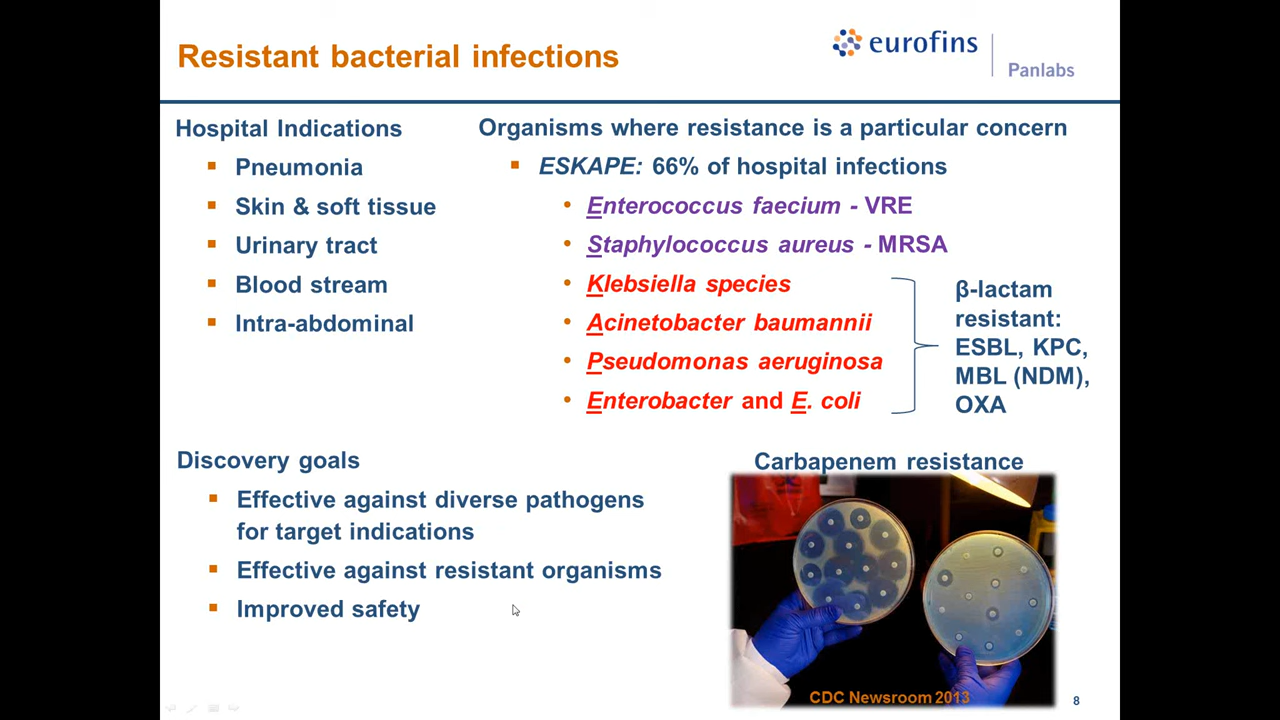 Resistant bacterial infections
eurofins
Panlabs
Hospital Indications
Pneumonia
Skin & soft tissue
Urinary tract
Blood stream
Intra-abdominal
Organisms where resistance is a particular concern
ESKAPE: 66% of hospital infections
Enterococcus faecium - VRE
Staphylococcus aureus - MRSA
Klebsiella species
Acinetobacter baumannii
Pseudomonas aeruginosa
Enterobacter and E. coli
β-lactam
resistant:
ESBL, KPC,
MBL (NDM),
OXA
Discovery goals
Effective against diverse pathogens
for target indications
Effective against resistant organisms
Improved safety
Carbapenem resistance
CDC Newsroom 2013
8